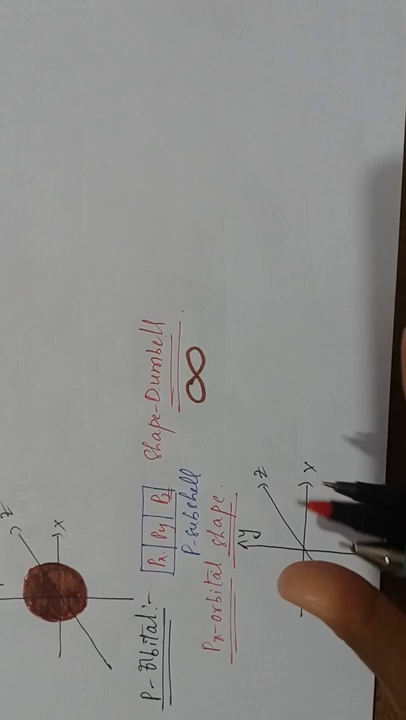 Z
X
P-orbital:-
Px Py Pz
Shape-Dumbell
P-subshell
Px-orbital shape.
y
Z
X